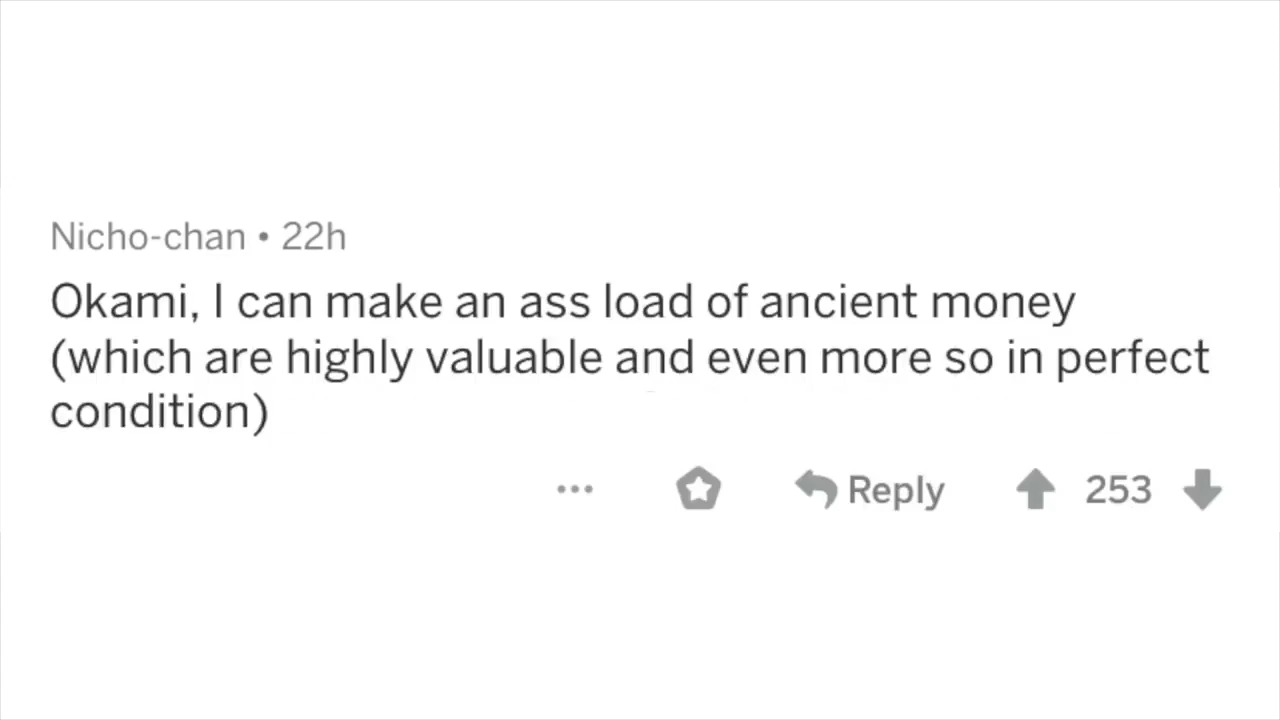 Nicho-chan • 22h
Okami, I can make an ass load of ancient money
(which are highly valuable and even more so in perfect
condition)
... Reply 253